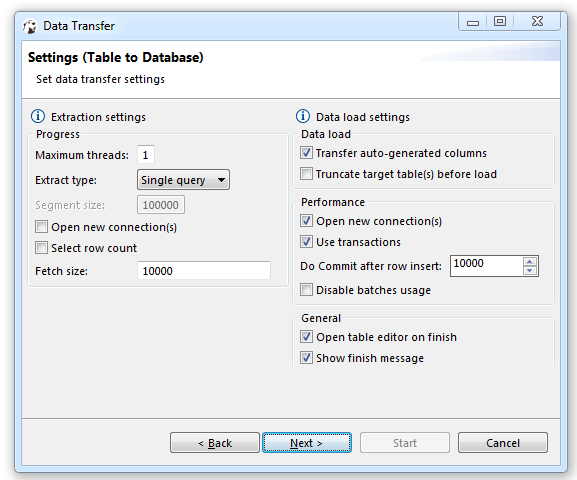 Data Transfer
Settings (Table to Database)
Set data transfer settings
Extraction settings
Progress
Maximum threads: 1
Extract type: Single query
Segment size: 100000
Open new connection(s)
Select row count
Fetch size: 10000
Data load settings
Data load
Transfer auto-generated columns
Truncate target table(s) before load
Performance
Open new connection(s)
Use transactions
Do Commit after row insert: 10000
Disable batches usage
General
Open table editor on finish
Show finish message
< Back Next > Start Cancel